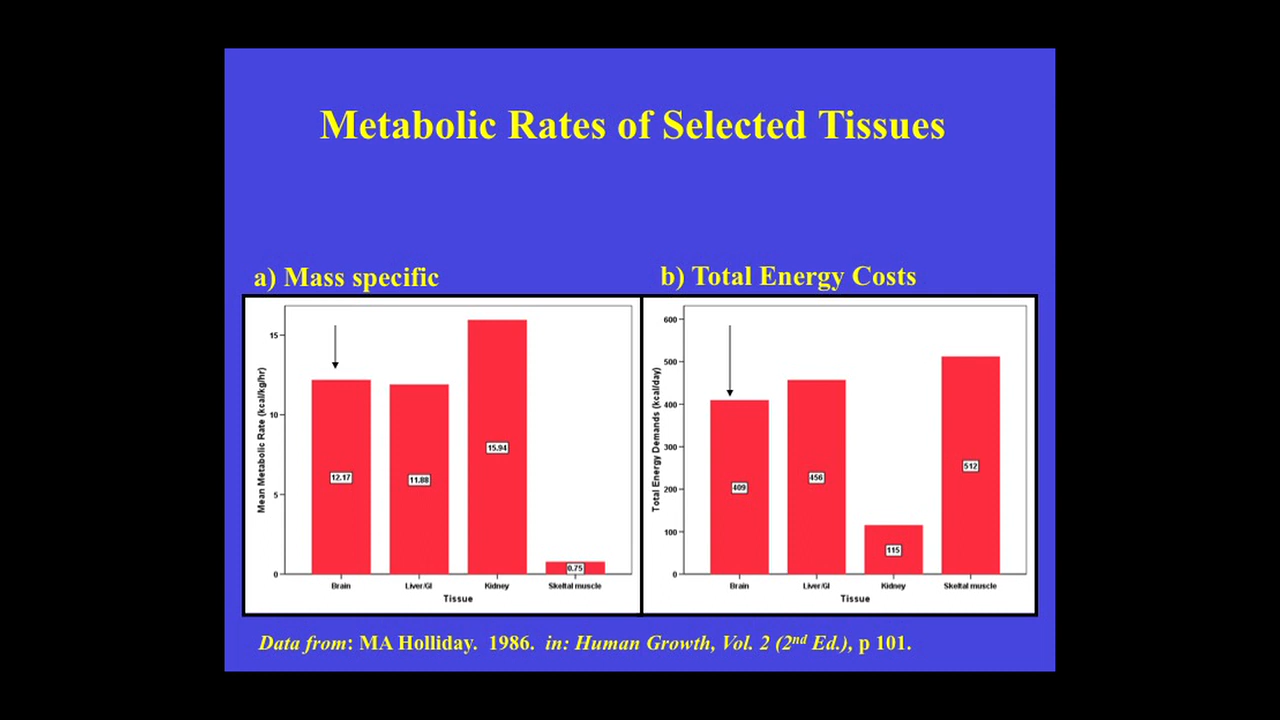 Metabolic Rates of Selected Tissues
a) Mass specific
b) Total Energy Costs
Mean Metabolic Rate (kcal/kg/hr)
15
10
5
0
12.17
11.88
15.94
0.75
Brain
Liver/GI
Kidney
Skeltal muscle
Tissue
Total Energy Demands (kcal/day)
600
500
400
300
200
100
0
409
456
115
512
Brain
Liver/GI
Kidney
Skeltal muscle
Tissue
Data from: MA Holliday. 1986. in: Human Growth, Vol. 2 (2nd Ed.), p 101.